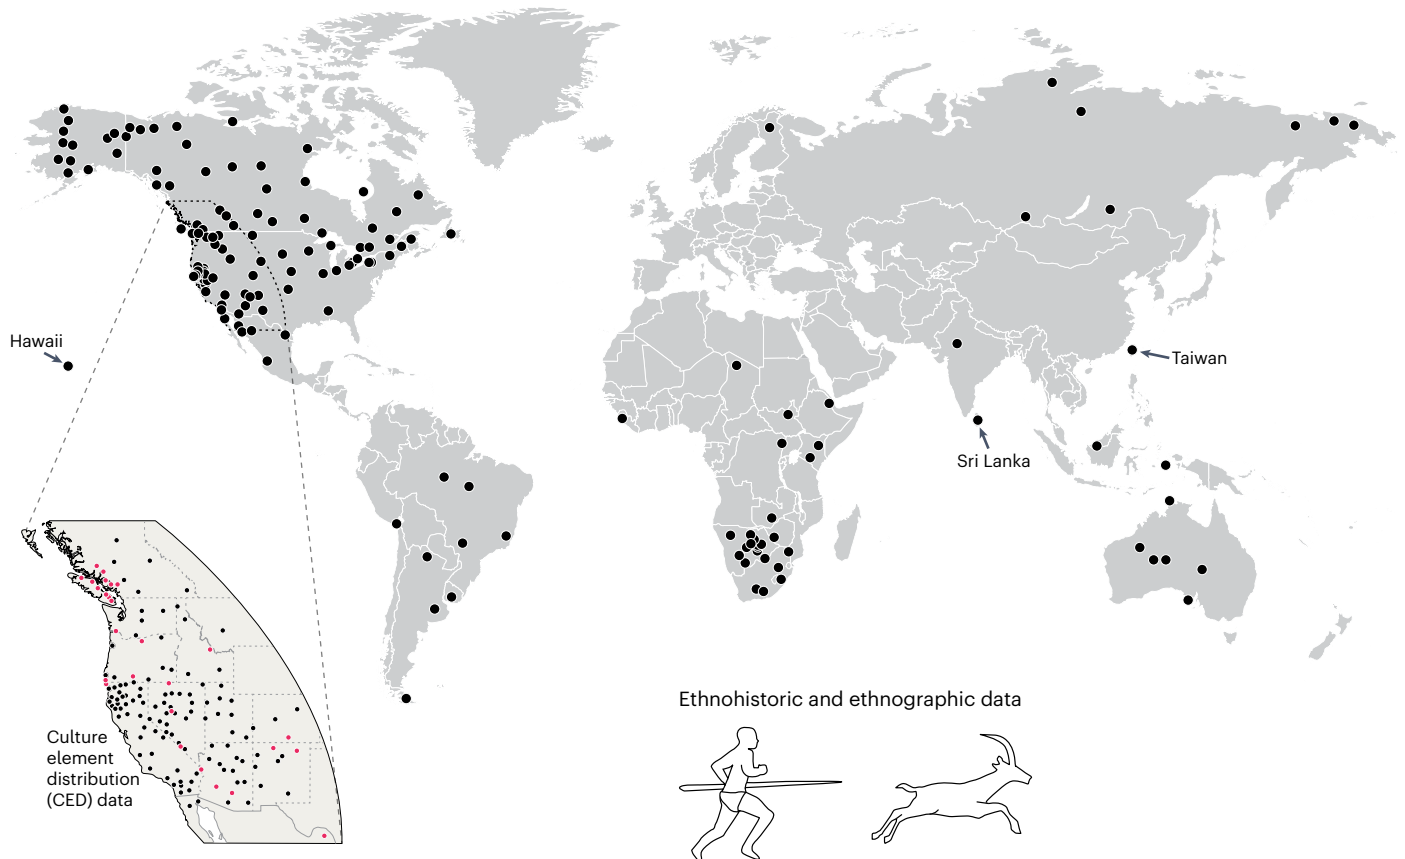 Hawaii
Taiwan
Sri Lanka
Ethnohistoric and ethnographic data
Culture
element
distribution
(CED) data